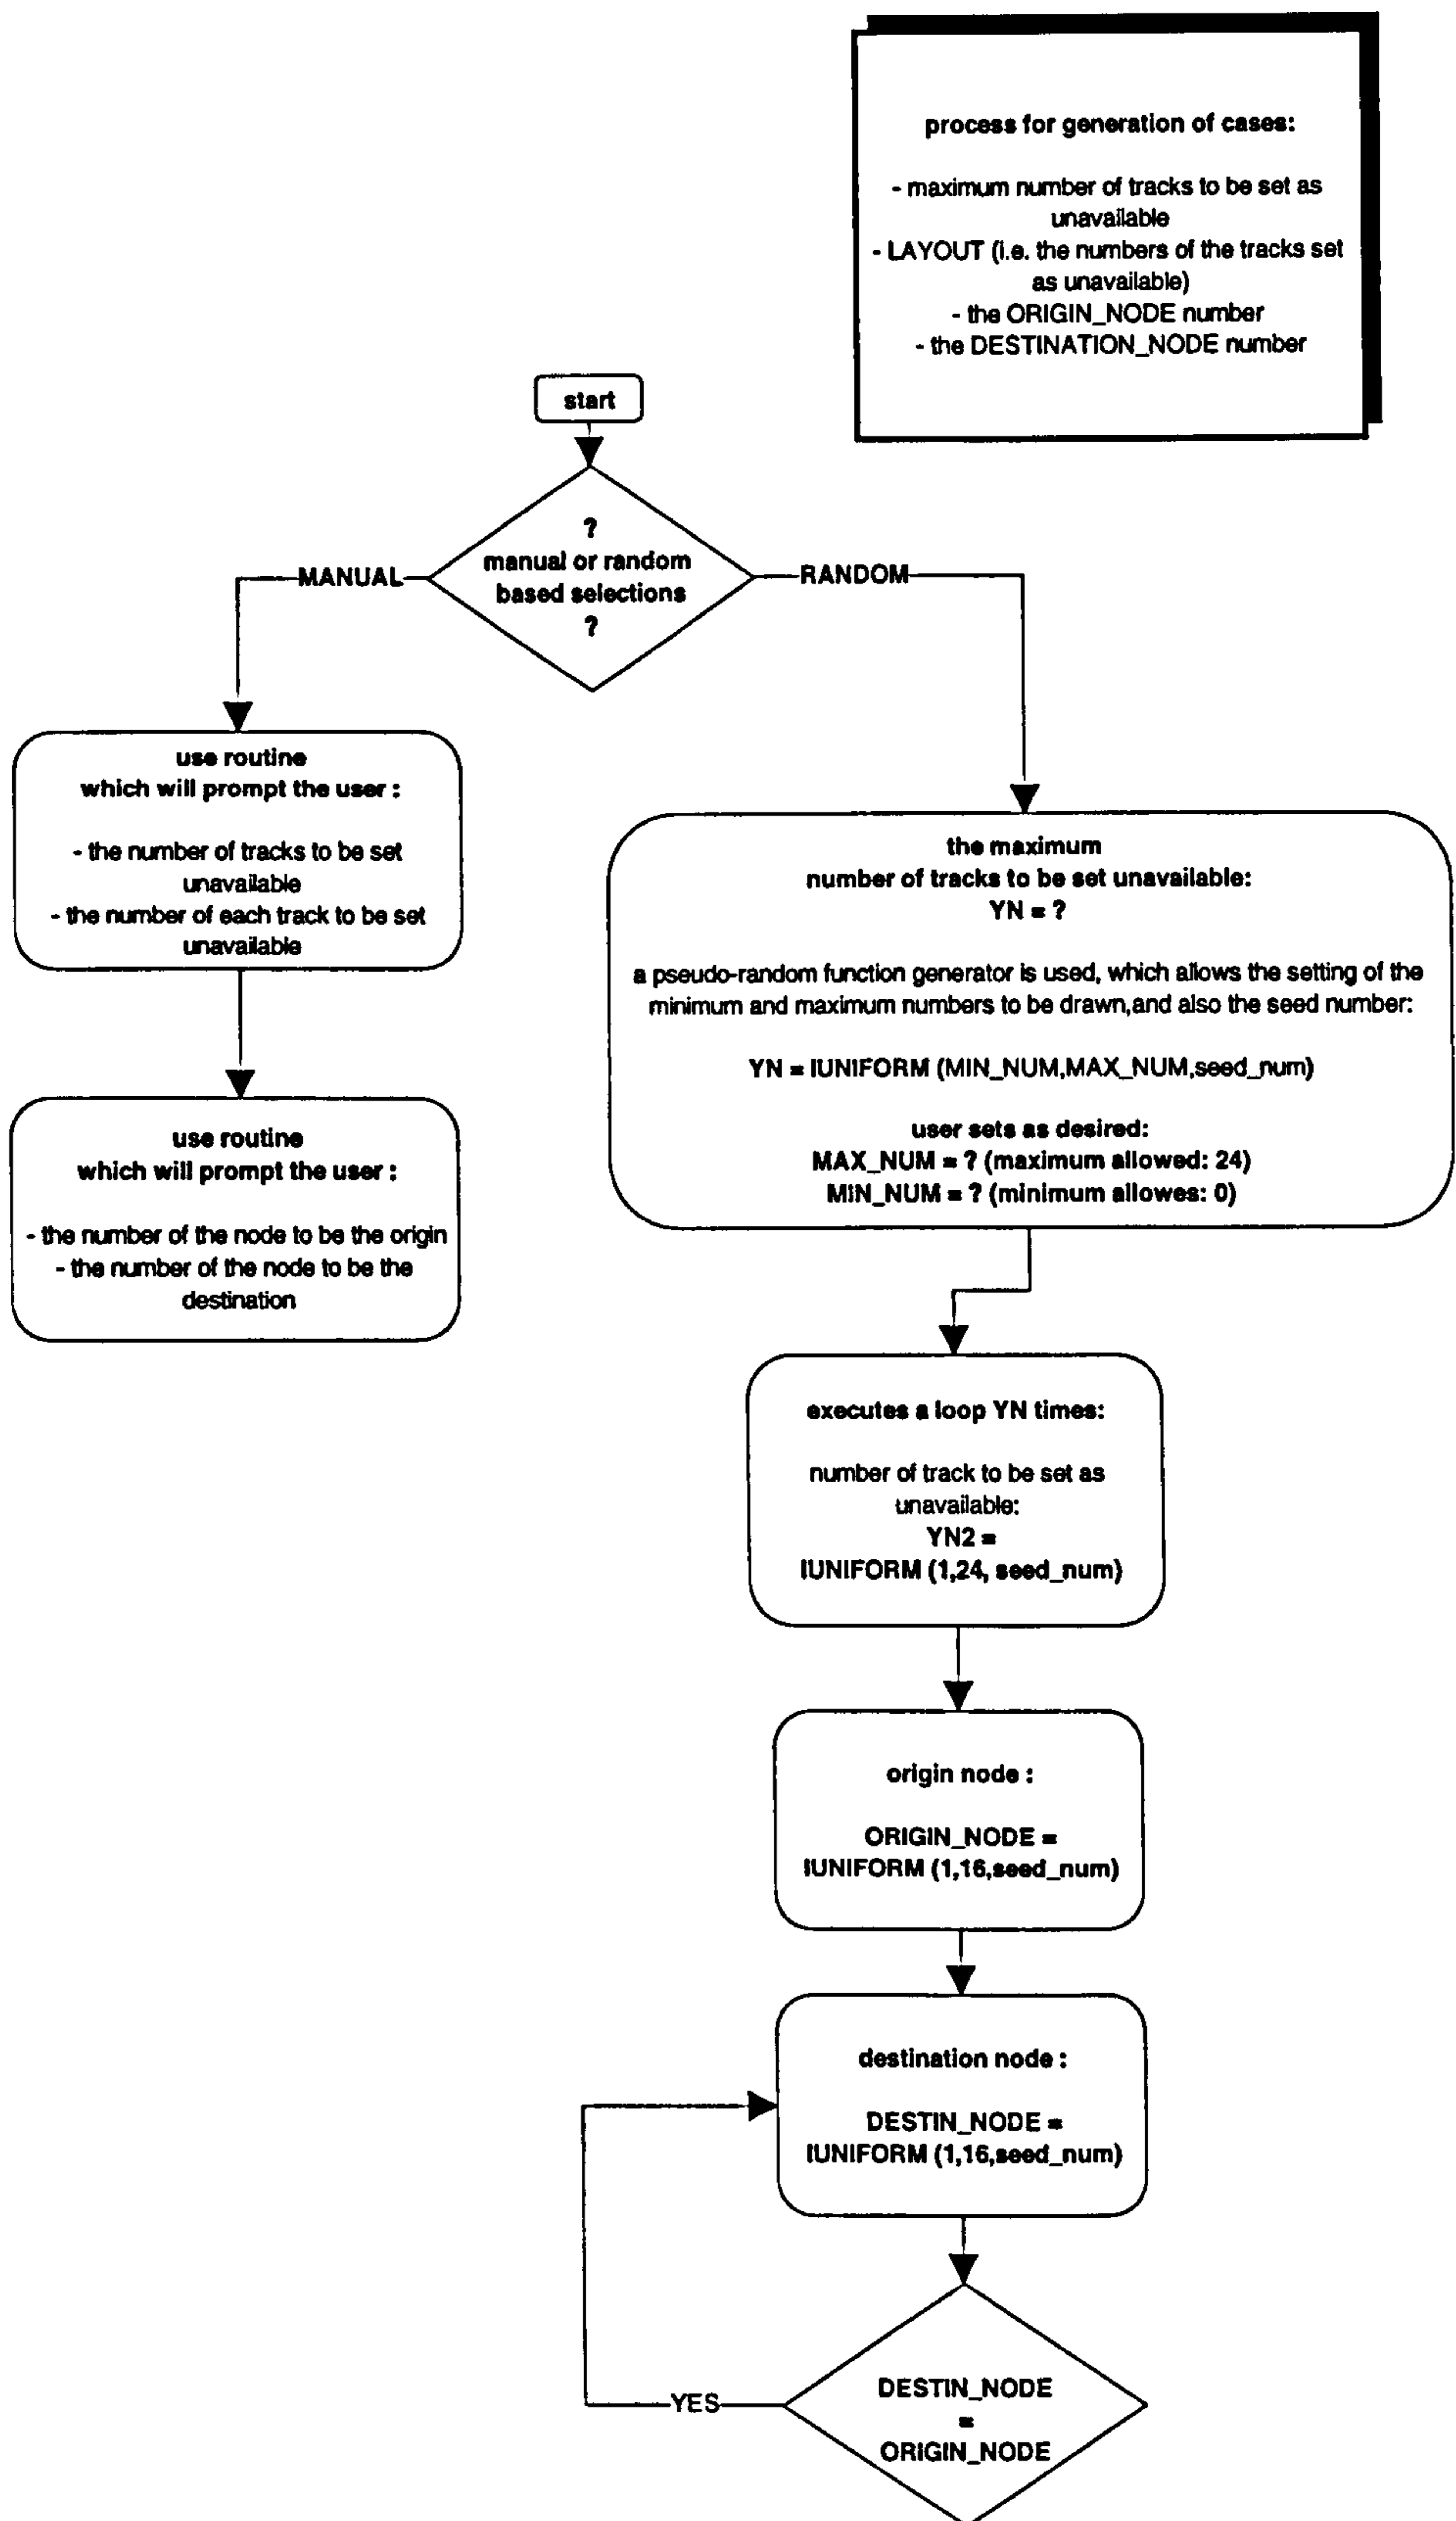 process for generation of cases:
- maximum number of tracks to be set as
unavailable
- LAYOUT (i.e. the numbers of the tracks set
as unavailable)
- the ORIGIN_NODE number
- the DESTINATION_NODE number
start
?
manual or random
based selections
?
MANUAL
RANDOM
use routine
which will prompt the user :
- the number of tracks to be set
unavailable
- the number of each track to be set
unavailable
use routine
which will prompt the user :
- the number of the node to be the origin
- the number of the node to be the
destination
the maximum
number of tracks to be set unavailable:
YN = ?
a pseudo-random function generator is used, which allows the setting of the
minimum and maximum numbers to be drawn,and also the seed number:
YN = IUNIFORM (MIN_NUM,MAX_NUM,seed_num)
user sets as desired:
MAX_NUM = ? (maximum allowed: 24)
MIN_NUM = ? (minimum allowes: 0)
executes a loop YN times:
number of track to be set as
unavailable:
YN2 =
IUNIFORM (1,24, seed_num)
origin node :
ORIGIN_NODE =
IUNIFORM (1,16,seed_num)
destination node :
DESTIN_NODE =
IUNIFORM (1,16,seed_num)
YES
DESTIN_NODE
=
ORIGIN_NODE